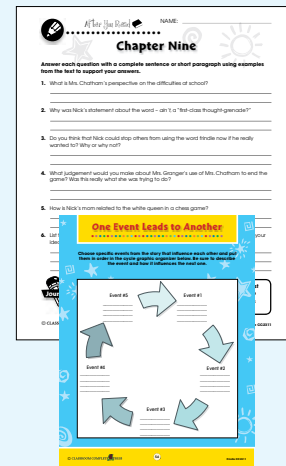 After You Read
NAME:
Chapter Nine
Answer each question with a complete sentence or short paragraph using examples
from the text to support your answers.
1. What is Mrs. Chatham's perspective on the difficulties at school?
2. Why was Nick's statement about the word – ain't, a "first-class thought-grenade?"
3. Do you think that Nick could stop others from using the word frindle now if he really
wanted to? Why or why not?
4. What judgement would you make about Mrs. Granger's use of Mrs. Chatham to end the
game? Was this really what she was trying to do?
5. How is Nick's mom related to the white queen in a chess game?
6. List
your
One Event Leads to Another
Choose specific events from the story that influence each other and put
them in order in the cycle graphic organizer below. Be sure to describe
the event and how it influences the next one.
Event #5
Event #1
Event #4
Event #2
Event #3
© CLASSROOM COMPLETE PRESS